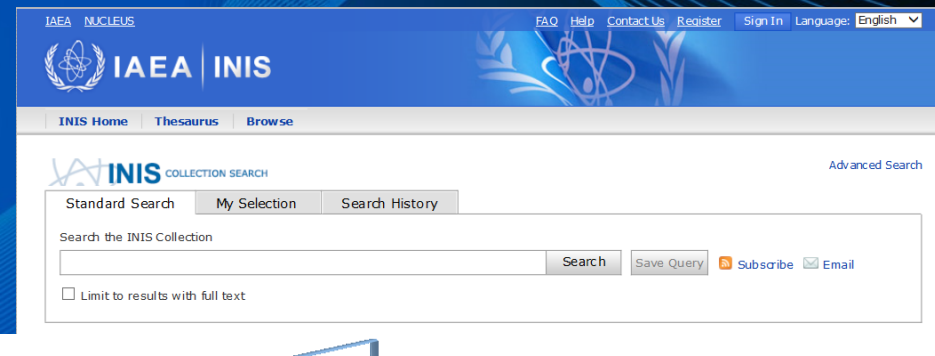 IAEA NUCLEUS FAQ Help Contact Us Register Sign In Language: English
IAEA INIS
INIS Home Thesaurus Browse
INIS COLLECTION SEARCH Advanced Search
Standard Search My Selection Search History
Search the INIS Collection
Search Save Query Subscribe Email
Limit to results with full text